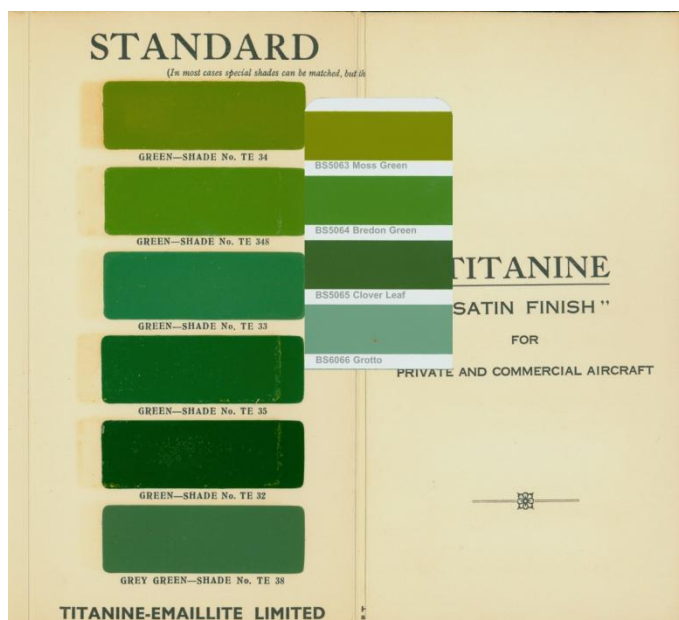 STANDARD
(In most cases special shades can be matched, but th
GREEN—SHADE No. TE 34
GREEN—SHADE No. TE 348
GREEN—SHADE No. TE 33
GREEN—SHADE No. TE 35
GREEN—SHADE No. TE 32
GREY GREEN—SHADE No. TE 38
TITANINE-EMAILLITE LIMITED
BS5063 Moss Green
BS5064 Bredon Green
BS5065 Clover Leaf
BS6066 Grotto
TITANINE
SATIN FINISH"
FOR
PRIVATE AND COMMERCIAL AIRCRAFT